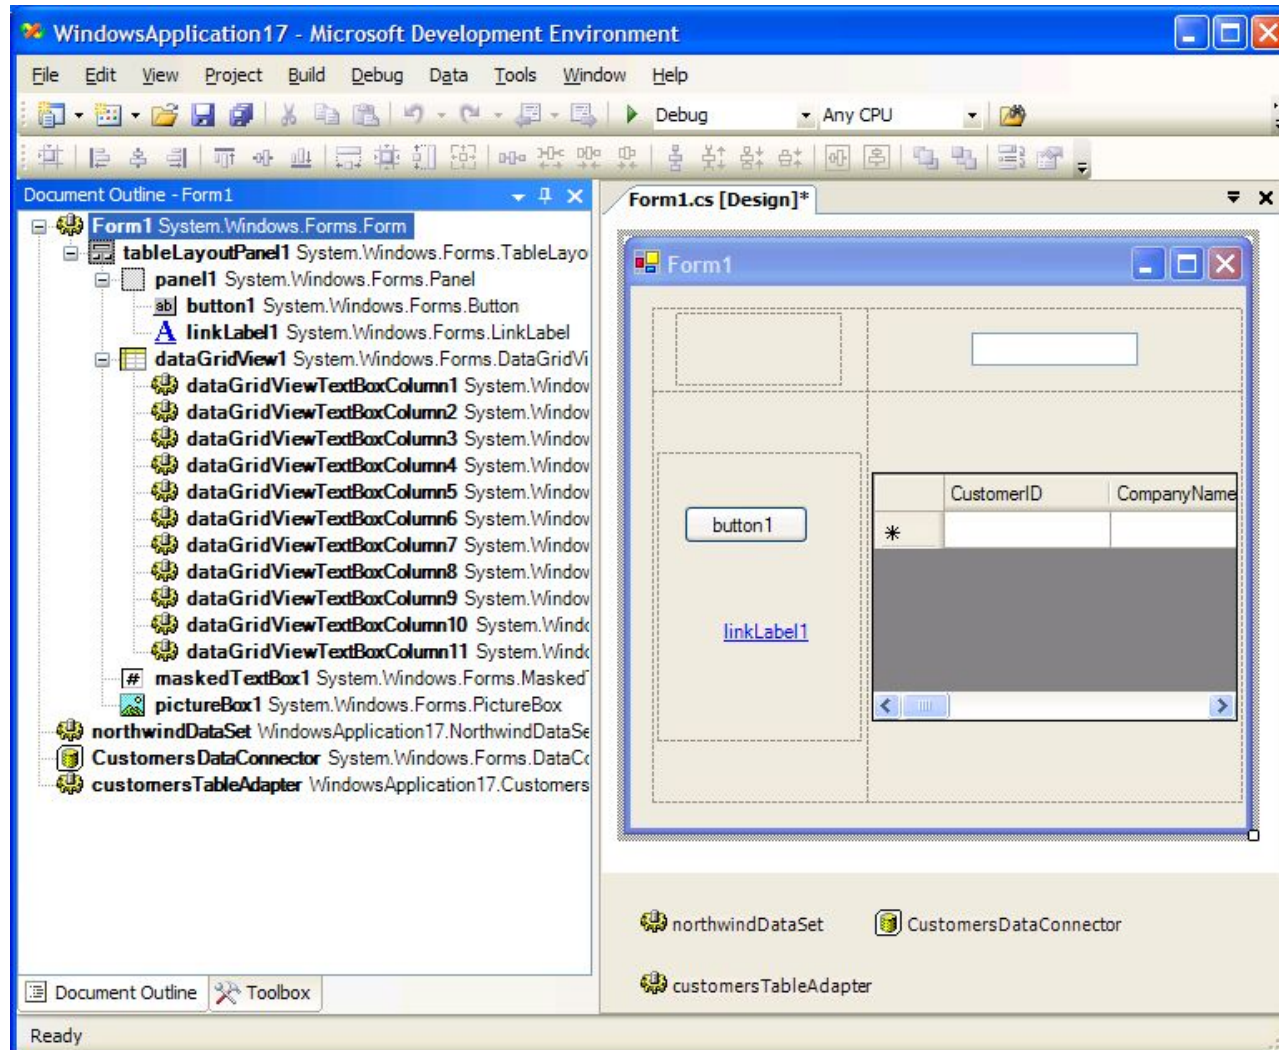 WindowsApplication17 - Microsoft Development Environment
File Edit View Project Build Debug Data Tools Window Help
Debug Any CPU
Document Outline - Form1
Form1 System.Windows.Forms.Form
tableLayoutPanel1 System.Windows.Forms.TableLayo
panel1 System.Windows.Forms.Panel
button1 System.Windows.Forms.Button
linkLabel1 System.Windows.Forms.LinkLabel
dataGridView1 System.Windows.Forms.DataGridVi
dataGridViewTextBoxColumn1 System.Window
dataGridViewTextBoxColumn2 System.Window
dataGridViewTextBoxColumn3 System.Window
dataGridViewTextBoxColumn4 System.Window
dataGridViewTextBoxColumn5 System.Window
dataGridViewTextBoxColumn6 System.Window
dataGridViewTextBoxColumn7 System.Window
dataGridViewTextBoxColumn8 System.Window
dataGridViewTextBoxColumn9 System.Window
dataGridViewTextBoxColumn10 System.Windo
dataGridViewTextBoxColumn11 System.Windo
maskedTextBox1 System.Windows.Forms.MaskedT
pictureBox1 System.Windows.Forms.PictureBox
northwindDataSet WindowsApplication17.NorthwindDataSe
CustomersDataConnector System.Windows.Forms.DataCo
customersTableAdapter WindowsApplication17.Customers
Document Outline Toolbox
Form1.cs [Design]*
Form1
CustomerID CompanyName
button1
linkLabel1
northwindDataSet CustomersDataConnector
customersTableAdapter
Ready